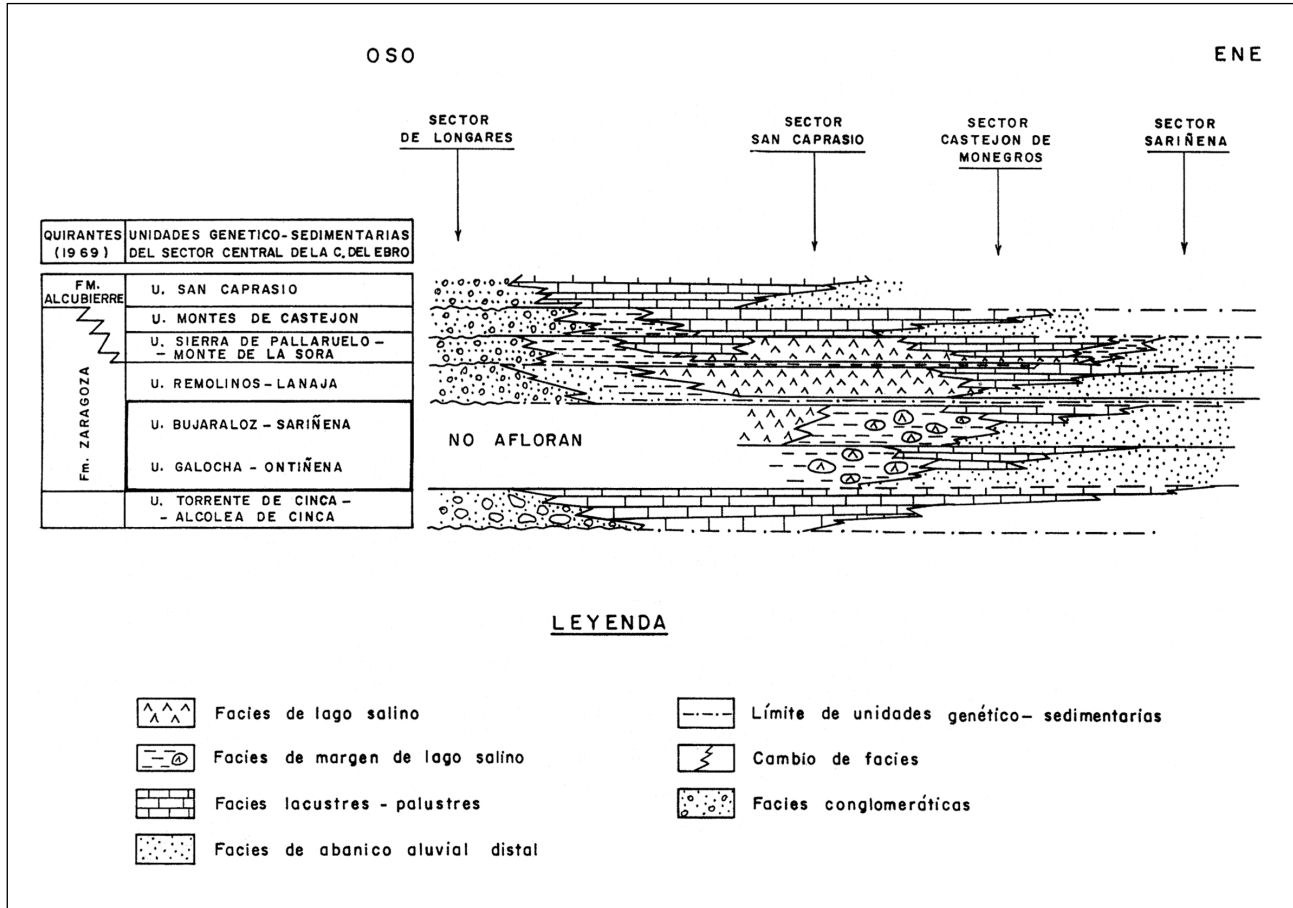 OSO
ENE
SECTOR
DE LONGARES
SECTOR
SAN CAPRASIO
SECTOR
CASTEJON DE
MONEGROS
SECTOR
SARIÑENA
QUIRANTES
(1969)
UNIDADES GENETICO-SEDIMENTARIAS
DEL SECTOR CENTRAL DE LA C. DEL EBRO
FM.
ALCUBIERRE
U. SAN CAPRASIO
U. MONTES DE CASTEJON
U. SIERRA DE PALLARUELO-
- MONTE DE LA SORA
U. REMOLINOS-LANAJA
Fm. ZARAGOZA
U. BUJARALOZ-SARIÑENA
U. GALOCHA - ONTIÑENA
U. TORRENTE DE CINCA-
- ALCOLEA DE CINCA
NO AFLORAN
LEYENDA
Facies de lago salino
Facies de margen de lago salino
Facies lacustres - palustres
Facies de abanico aluvial distal
Límite de unidades genético-sedimentarias
Cambio de facies
Facies conglomeráticas